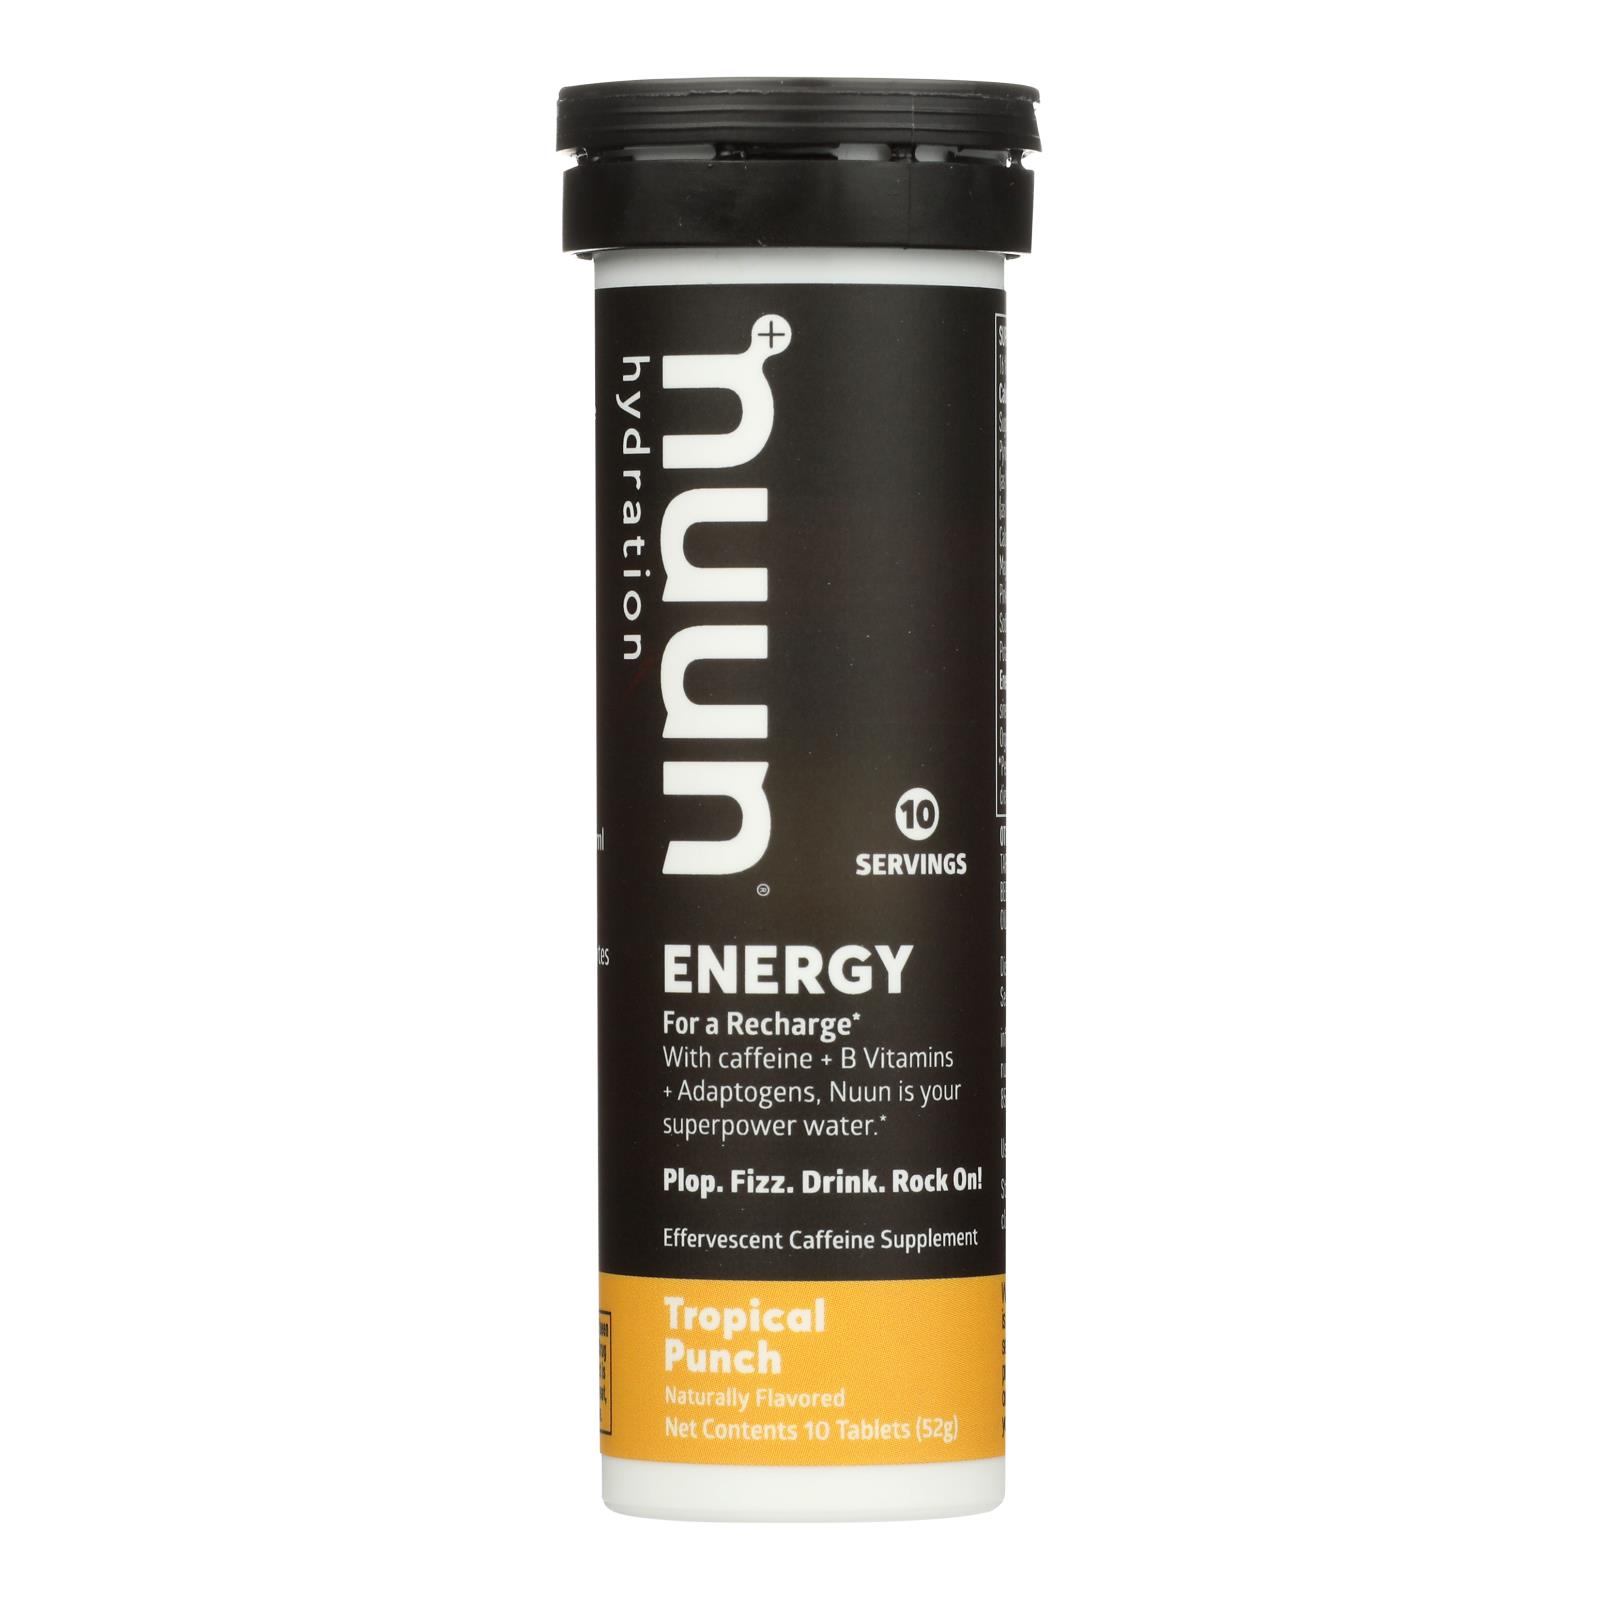 nuun
hydration
10
SERVINGS
ENERGY
For a Recharge*
With caffeine + B Vitamins
+ Adaptogens, Nuun is your
superpower water.*
Plop. Fizz. Drink. Rock On!
Effervescent Caffeine Supplement
Tropical
Punch
Naturally Flavored
Net Contents 10 Tablets (52g)